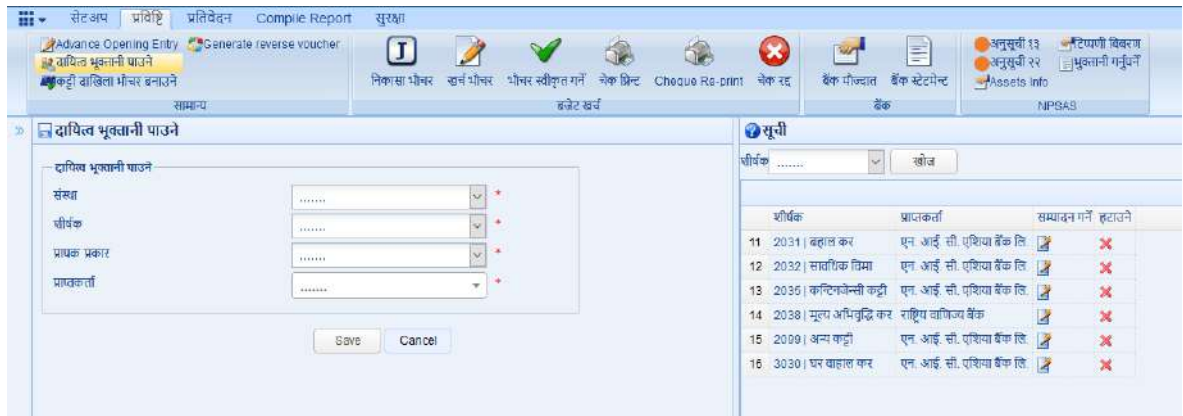 सेटअप प्रविष्टि प्रतिवेदन Compile Report सुरक्षा
Advance Opening Entry Generate reverse voucher
दायित्व भूक्तानी पाउने
कट्टी दाखिला भौचर बनाउने
सामान्य
निकासा भौचर खर्च भौचर भौचर स्वीकृत गर्ने चेक प्रिन्ट Cheque Re-print चेक रद्द
बजेट खर्च
बैंक मौज्दात बैंक स्टेटमेन्ट
बैंक
अनुसूची १३ टिप्पणी विवरण
अनुसूची २२ भुक्तानी गर्नुपर्ने
Assets Info
NPSAS
दायित्व भूक्तानी पाउने
दायित्व भूक्तानी पाउने
संस्था ....... *
शीर्षक ....... *
प्रापक प्रकार ....... *
प्राप्तकर्ता ....... *
Save Cancel
सूची
शीर्षक ....... खोज
शीर्षक प्राप्तकर्ता सम्पादन गर्ने हटाउने
11 2031 | बहाल कर एन. आई. सी. एशिया बैंक लि.
12 2032 | सावधिक विमा एन. आई. सी. एशिया बैंक लि.
13 2035 | कन्टिनजेन्सी कट्टी एन. आई. सी. एशिया बैंक लि.
14 2038 | मूल्य अभिवृद्धि कर राष्ट्रिय वाणिज्य बैंक
15 2099 | अन्य कट्टी एन. आई. सी. एशिया बैंक लि.
16 3030 | घर वाहाल कर एन. आई. सी. एशिया बैंक लि.